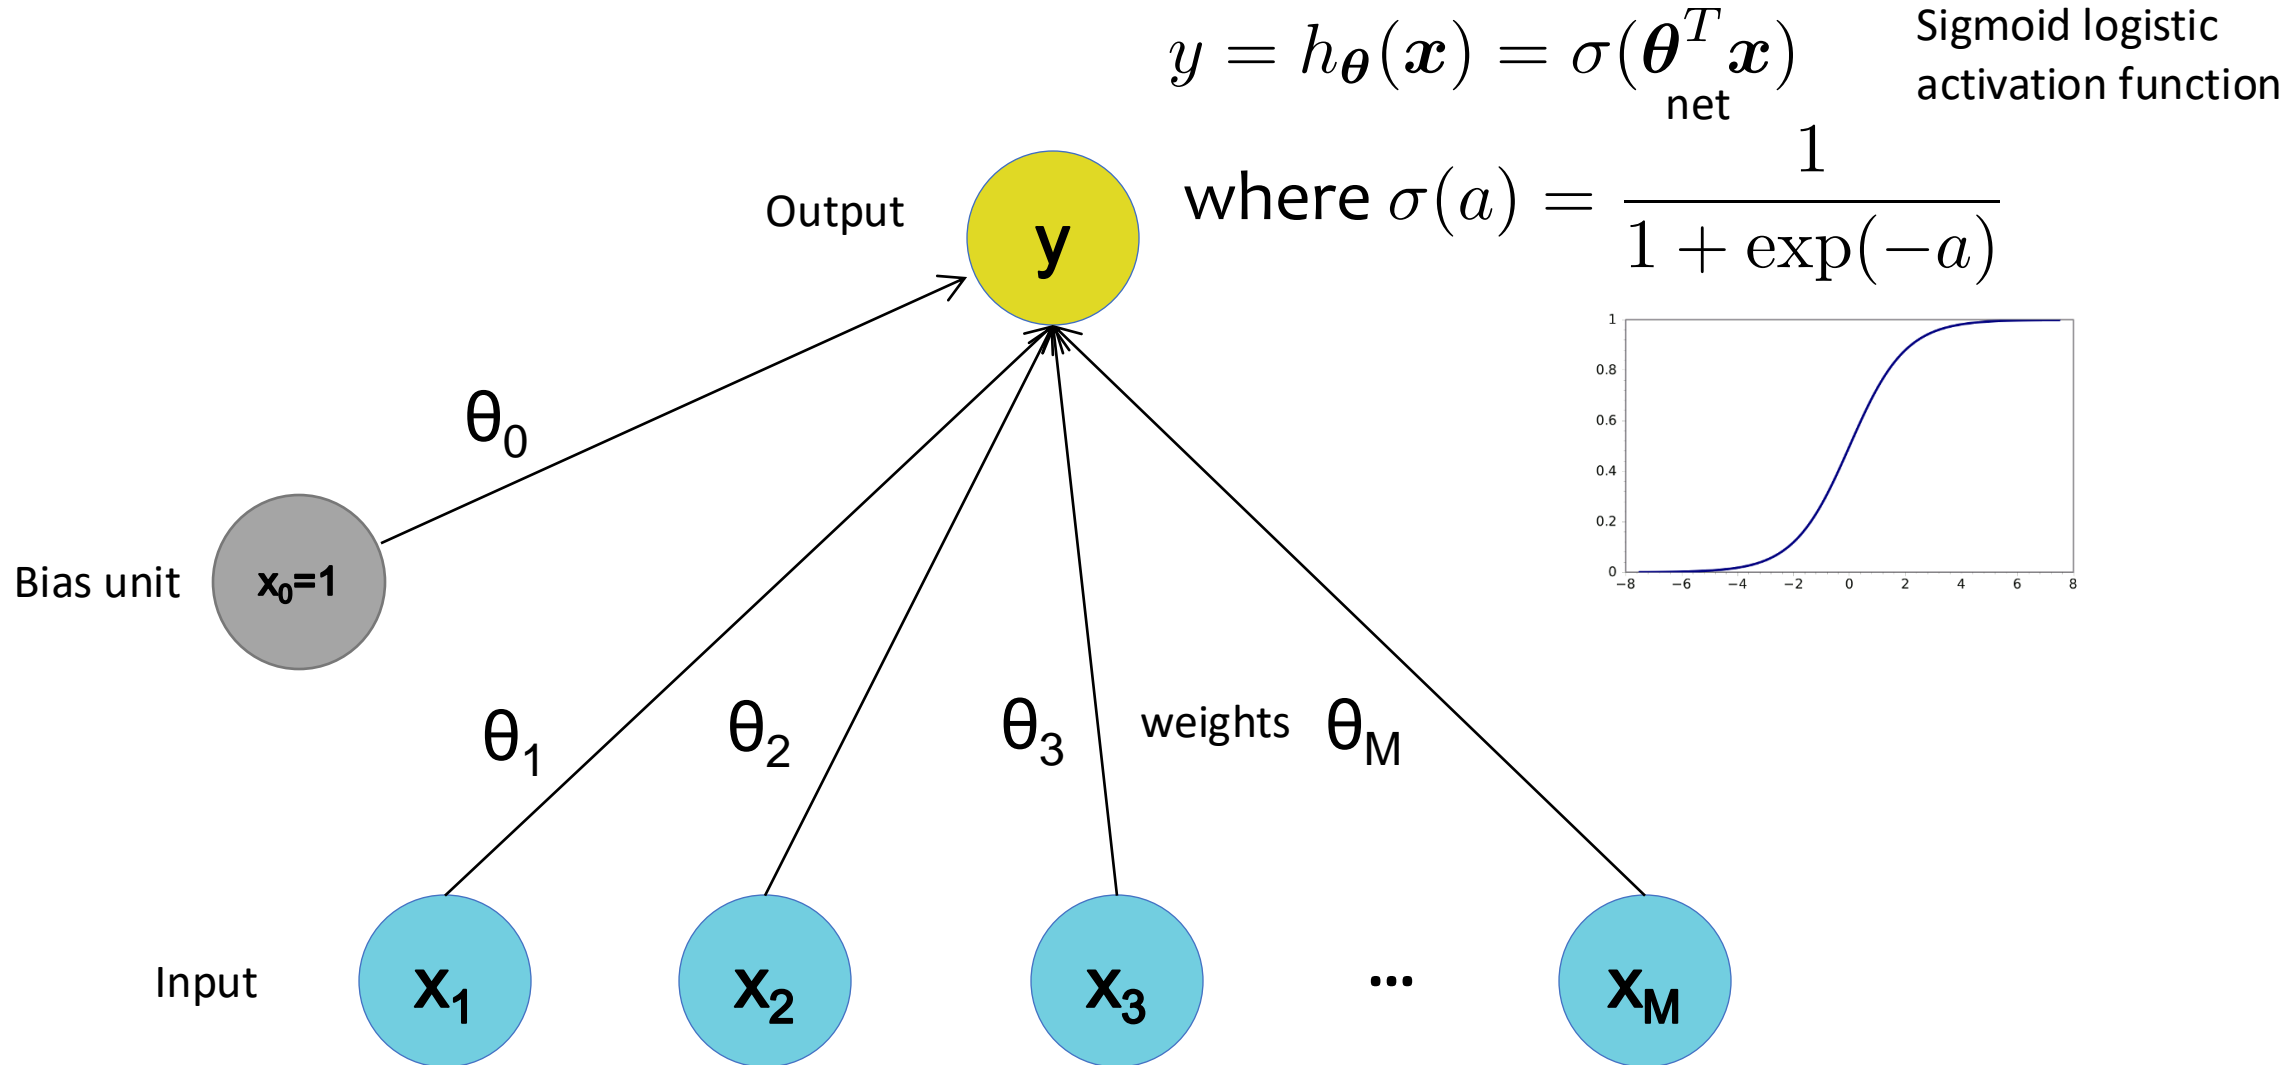 y = h_θ(x) = σ(θ^T x)
net
Sigmoid logistic
activation function
where σ(a) = 1 / (1 + exp(−a))
Output
y
1
0.8
0.6
0.4
0.2
0
−8 −6 −4 −2 0 2 4 6 8
θ₀
Bias unit
x₀=1
θ₁ θ₂ θ₃ weights θ_M
Input
x₁ x₂ x₃ ... x_M